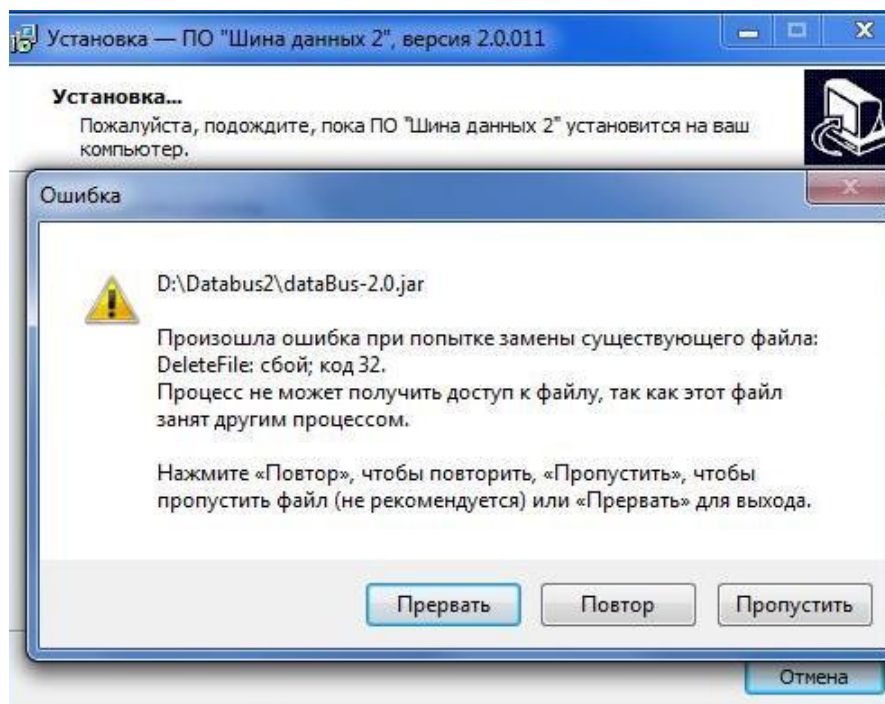 Установка — ПО "Шина данных 2", версия 2.0.011
Установка...
Пожалуйста, подождите, пока ПО "Шина данных 2" установится на ваш
компьютер.
Ошибка
D:\Databus2\dataBus-2.0.jar
Произошла ошибка при попытке замены существующего файла:
DeleteFile: сбой; код 32.
Процесс не может получить доступ к файлу, так как этот файл
занят другим процессом.
Нажмите «Повтор», чтобы повторить, «Пропустить», чтобы
пропустить файл (не рекомендуется) или «Прервать» для выхода.
Прервать Повтор Пропустить
Отмена